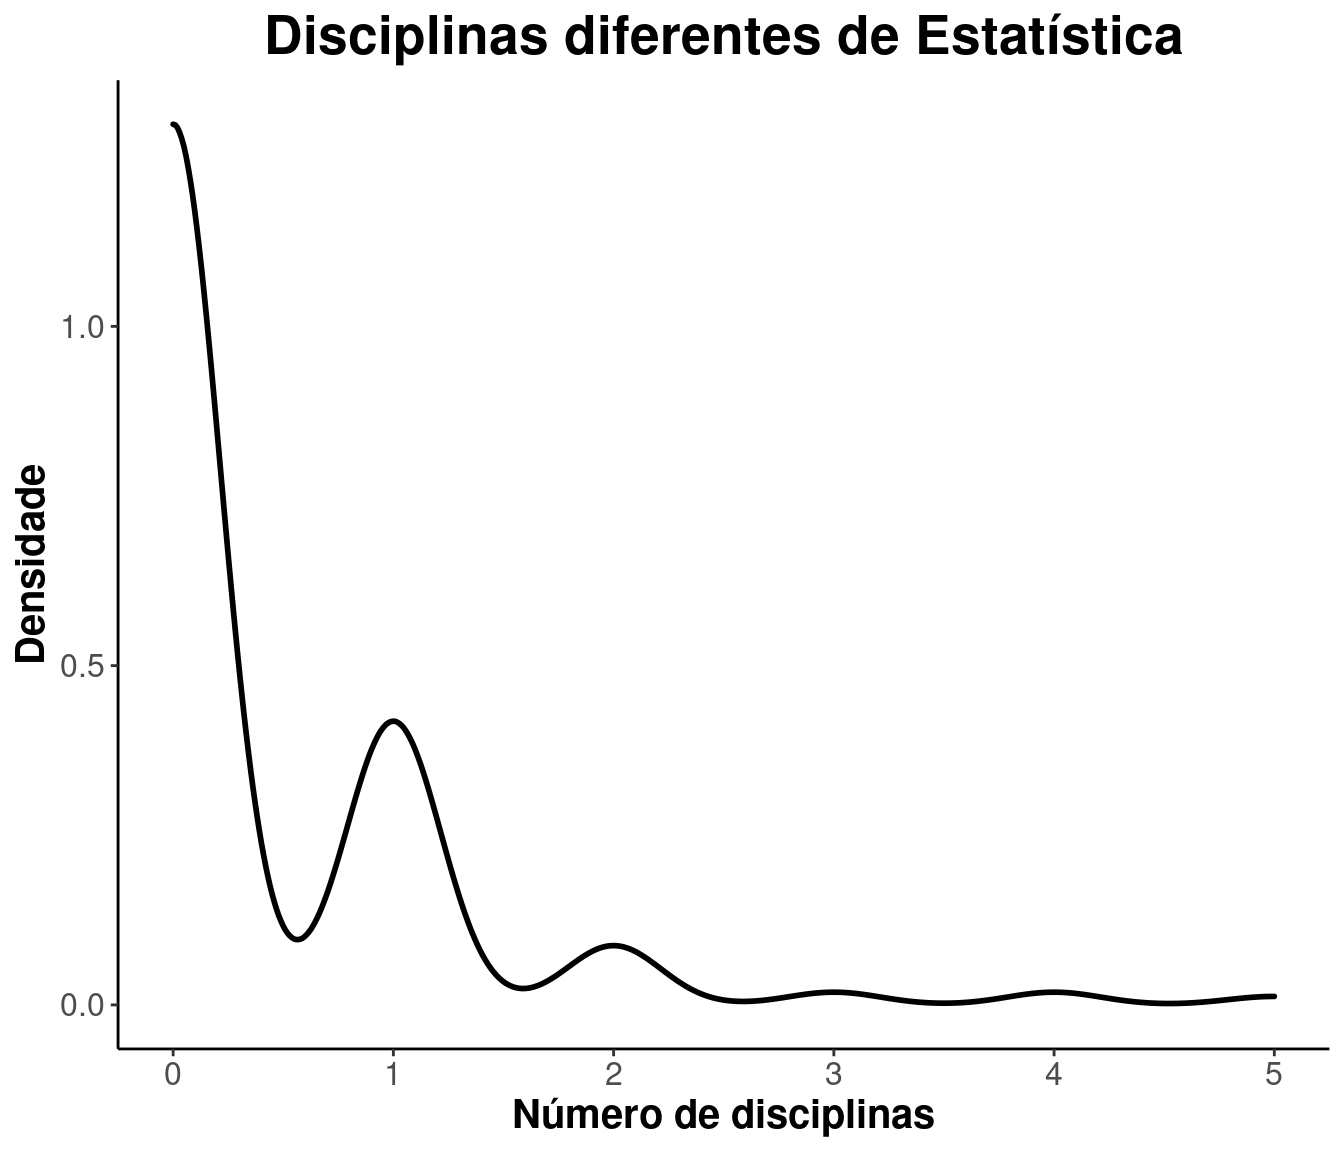 Disciplinas diferentes de Estatística
Densidade
1.0
0.5
0.0
0 1 2 3 4 5
Número de disciplinas